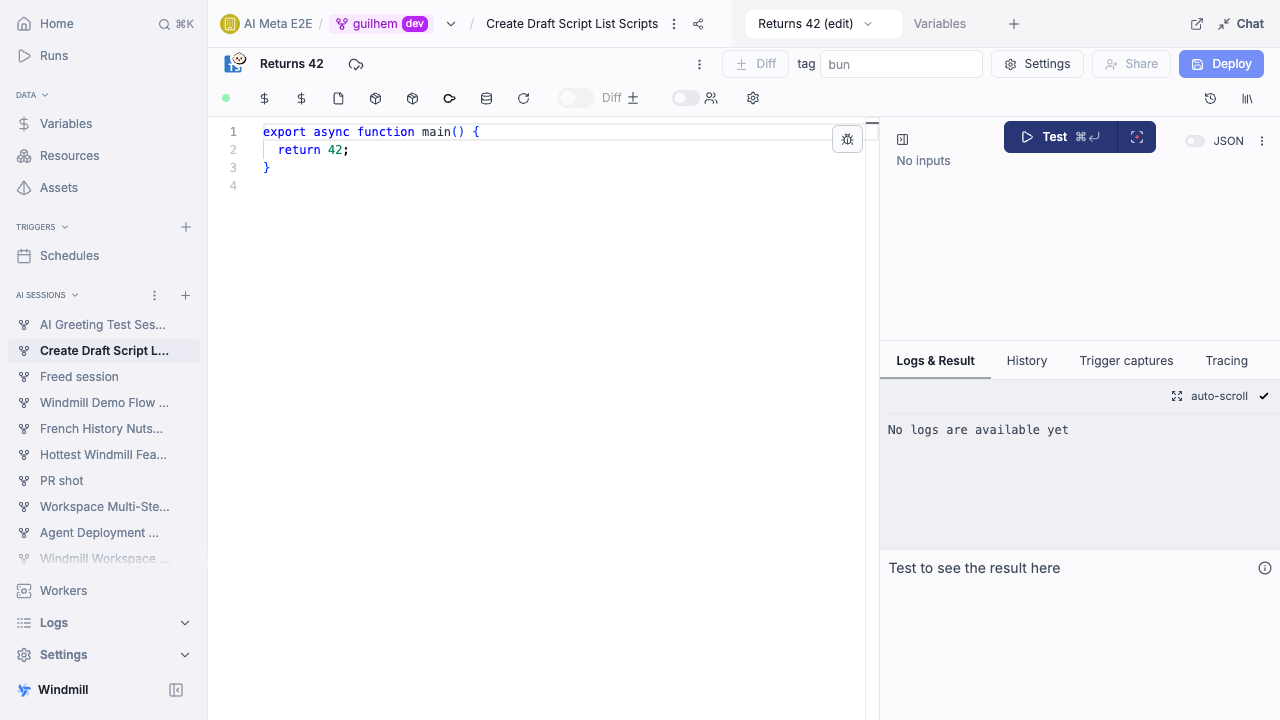 Home
⌘K
Runs
DATA
Variables
Resources
Assets
TRIGGERS
Schedules
AI SESSIONS
AI Greeting Test Ses...
Create Draft Script L...
Freed session
Windmill Demo Flow ...
French History Nuts...
Hottest Windmill Fea...
PR shot
Workspace Multi-Ste...
Agent Deployment ...
Windmill Workspace ...
Workers
Logs
Settings
Windmill
AI Meta E2E / guilhem dev / Create Draft Script List Scripts
Returns 42 (edit)
Variables
Chat
TS
Returns 42
Diff
tag
bun
Settings
Share
Deploy
Diff
1 export async function main() {
2 return 42;
3 }
4
Test ⌘
JSON
No inputs
Logs & Result
History
Trigger captures
Tracing
auto-scroll
No logs are available yet
Test to see the result here